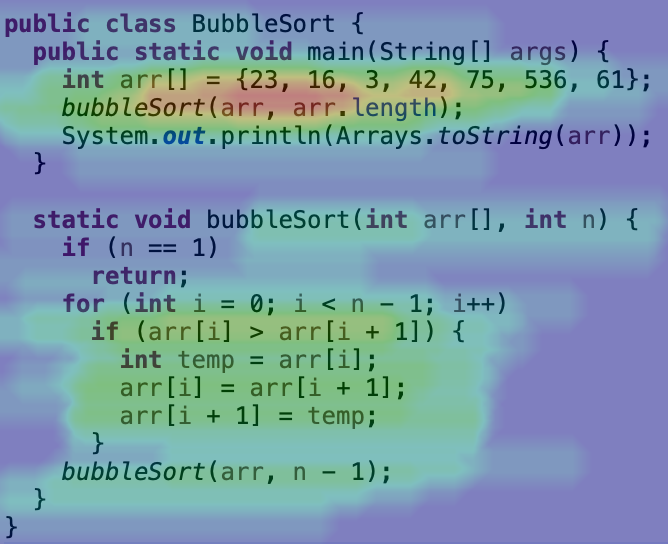 public class BubbleSort {
  public static void main(String[] args) {
    int arr[] = {23, 16, 3, 42, 75, 536, 61};
    bubbleSort(arr, arr.length);
    System.out.println(Arrays.toString(arr));
  }

  static void bubbleSort(int arr[], int n) {
    if (n == 1)
      return;
    for (int i = 0; i < n - 1; i++)
      if (arr[i] > arr[i + 1]) {
        int temp = arr[i];
        arr[i] = arr[i + 1];
        arr[i + 1] = temp;
      }
    bubbleSort(arr, n - 1);
  }
}